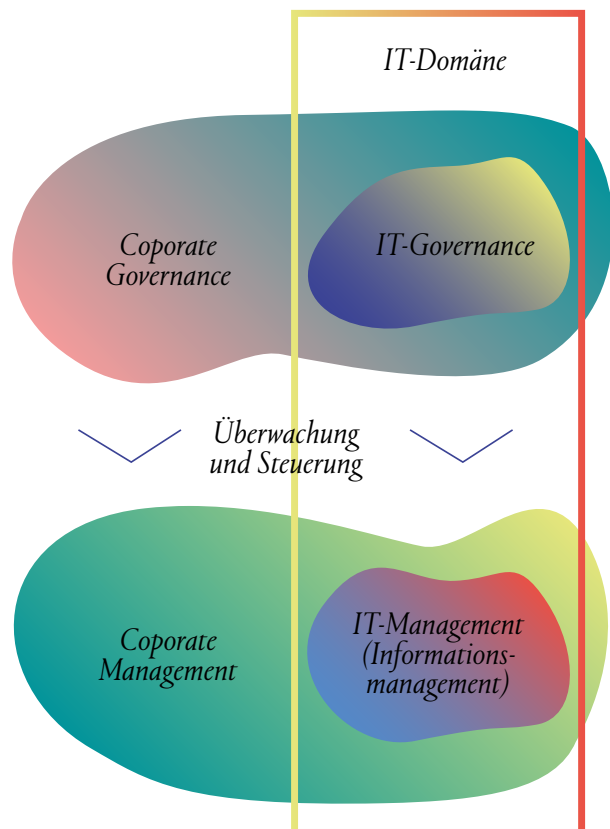 IT-Domäne
Coporate
Governance
IT-Governance
Überwachung
und Steuerung
Coporate
Management
IT-Management
(Informations-
management)